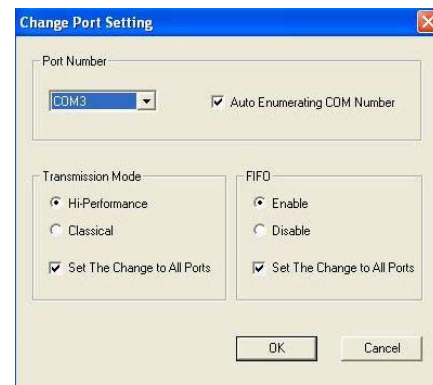 Change Port Setting
Port Number
COM3
Auto Enumerating COM Number
Transmission Mode
Hi-Performance
Classical
Set The Change to All Ports
FIFO
Enable
Disable
Set The Change to All Ports
OK
Cancel